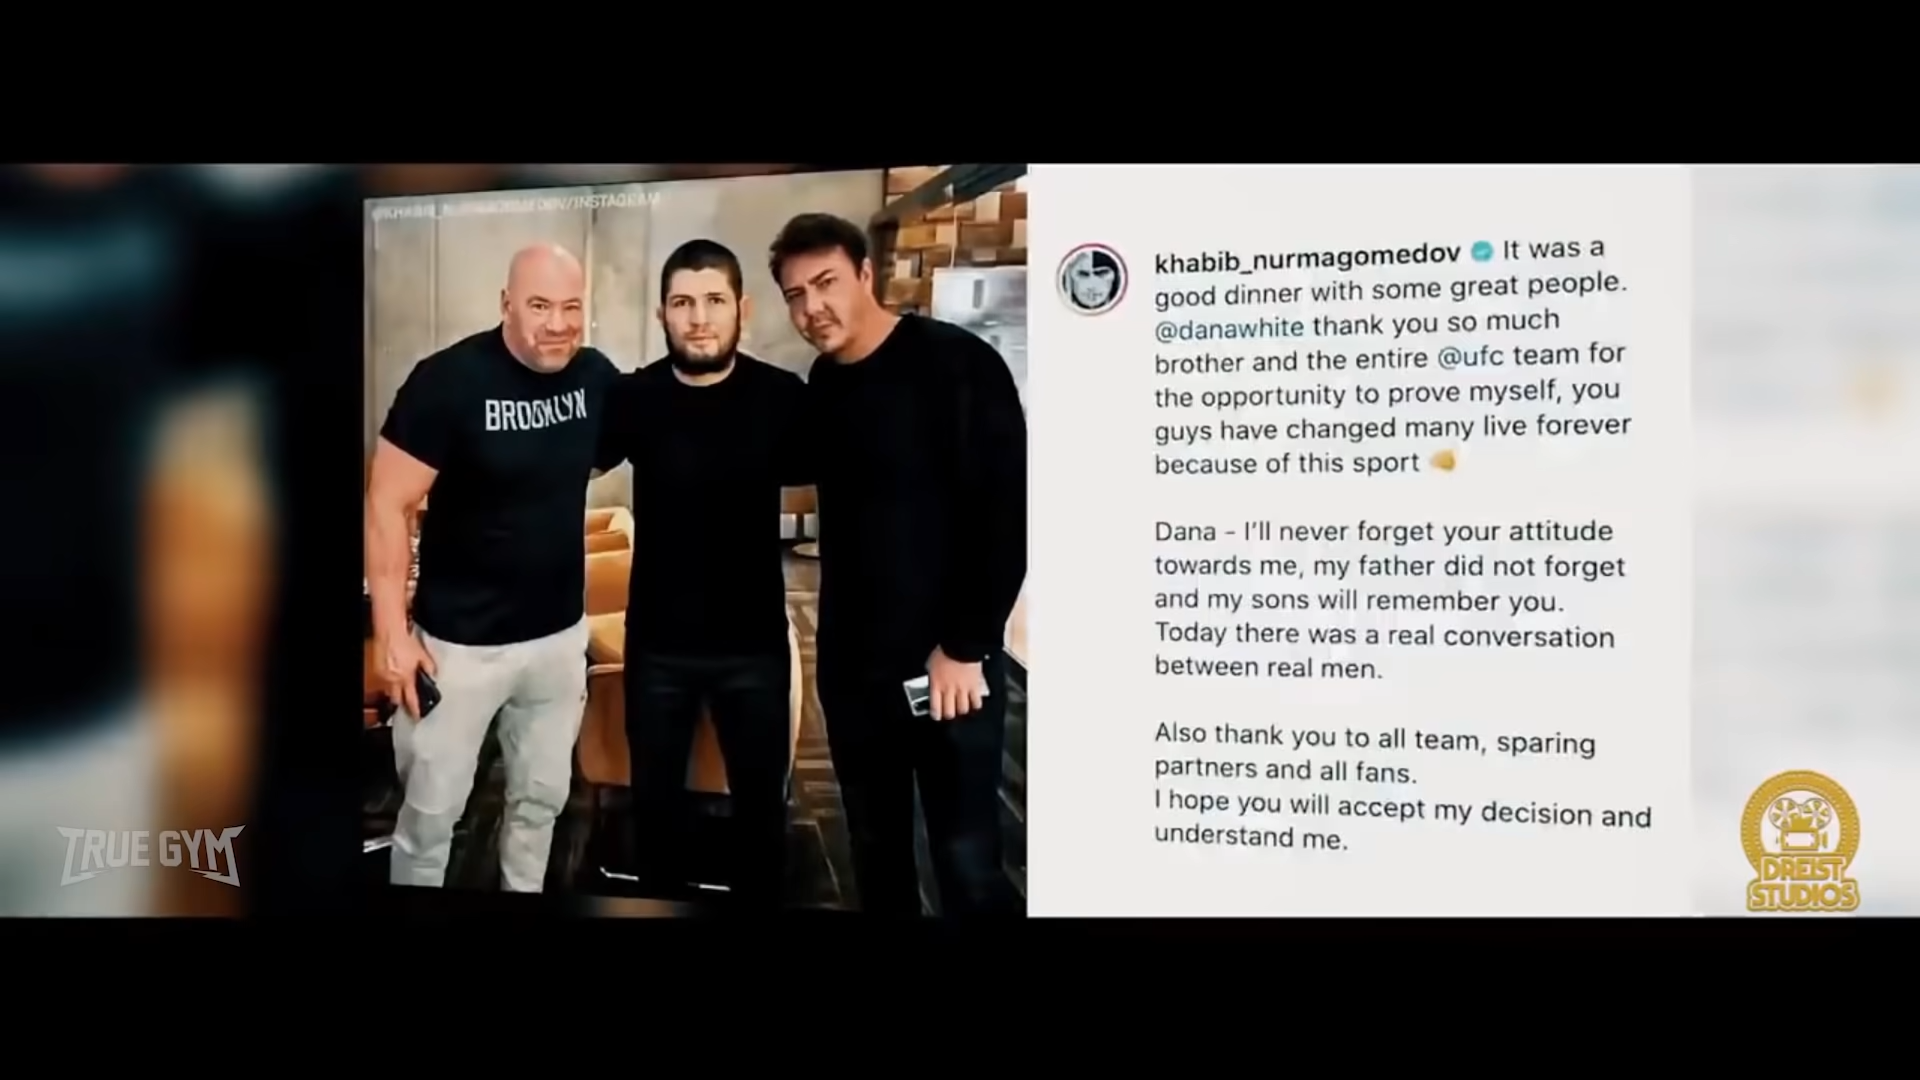 @KHABIB_NURMAGOMEDOV/INSTAGRAM
BROOKLYN
khabib_nurmagomedov It was a
good dinner with some great people.
@danawhite thank you so much
brother and the entire @ufc team for
the opportunity to prove myself, you
guys have changed many live forever
because of this sport
Dana - I'll never forget your attitude
towards me, my father did not forget
and my sons will remember you.
Today there was a real conversation
between real men.
Also thank you to all team, sparing
partners and all fans.
I hope you will accept my decision and
understand me.
TRUE GYM
DREIST
STUDIOS